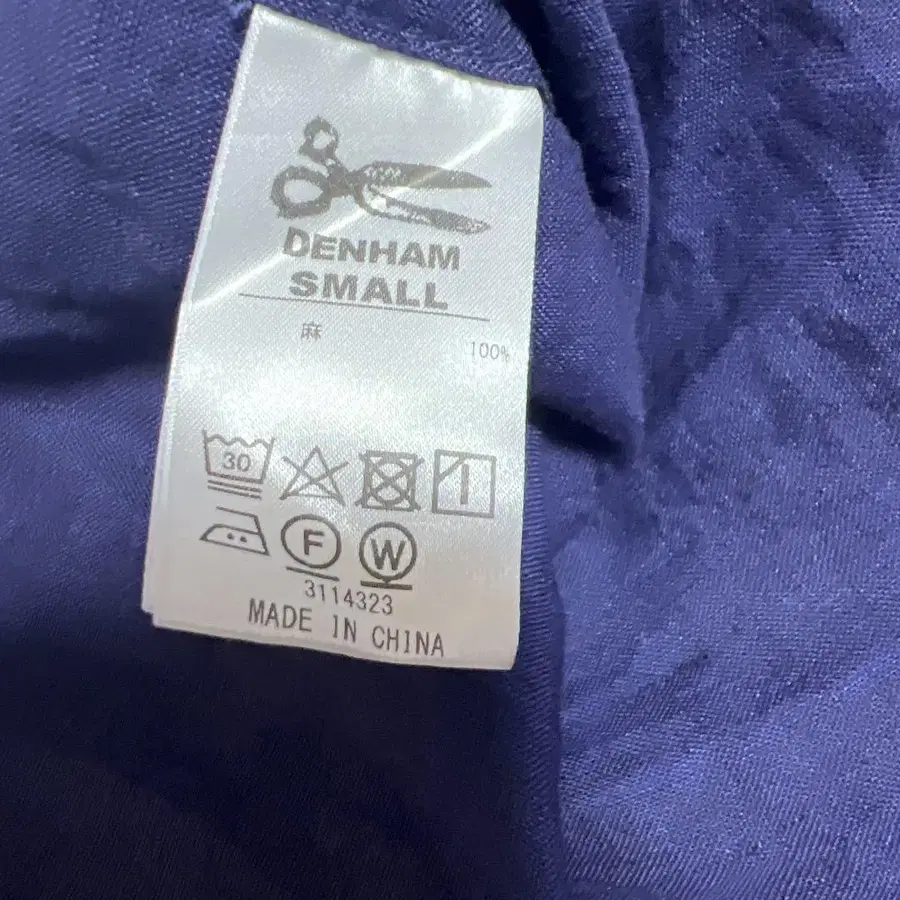 DENHAM
SMALL
麻 100%
30
F W
3114323
MADE IN CHINA